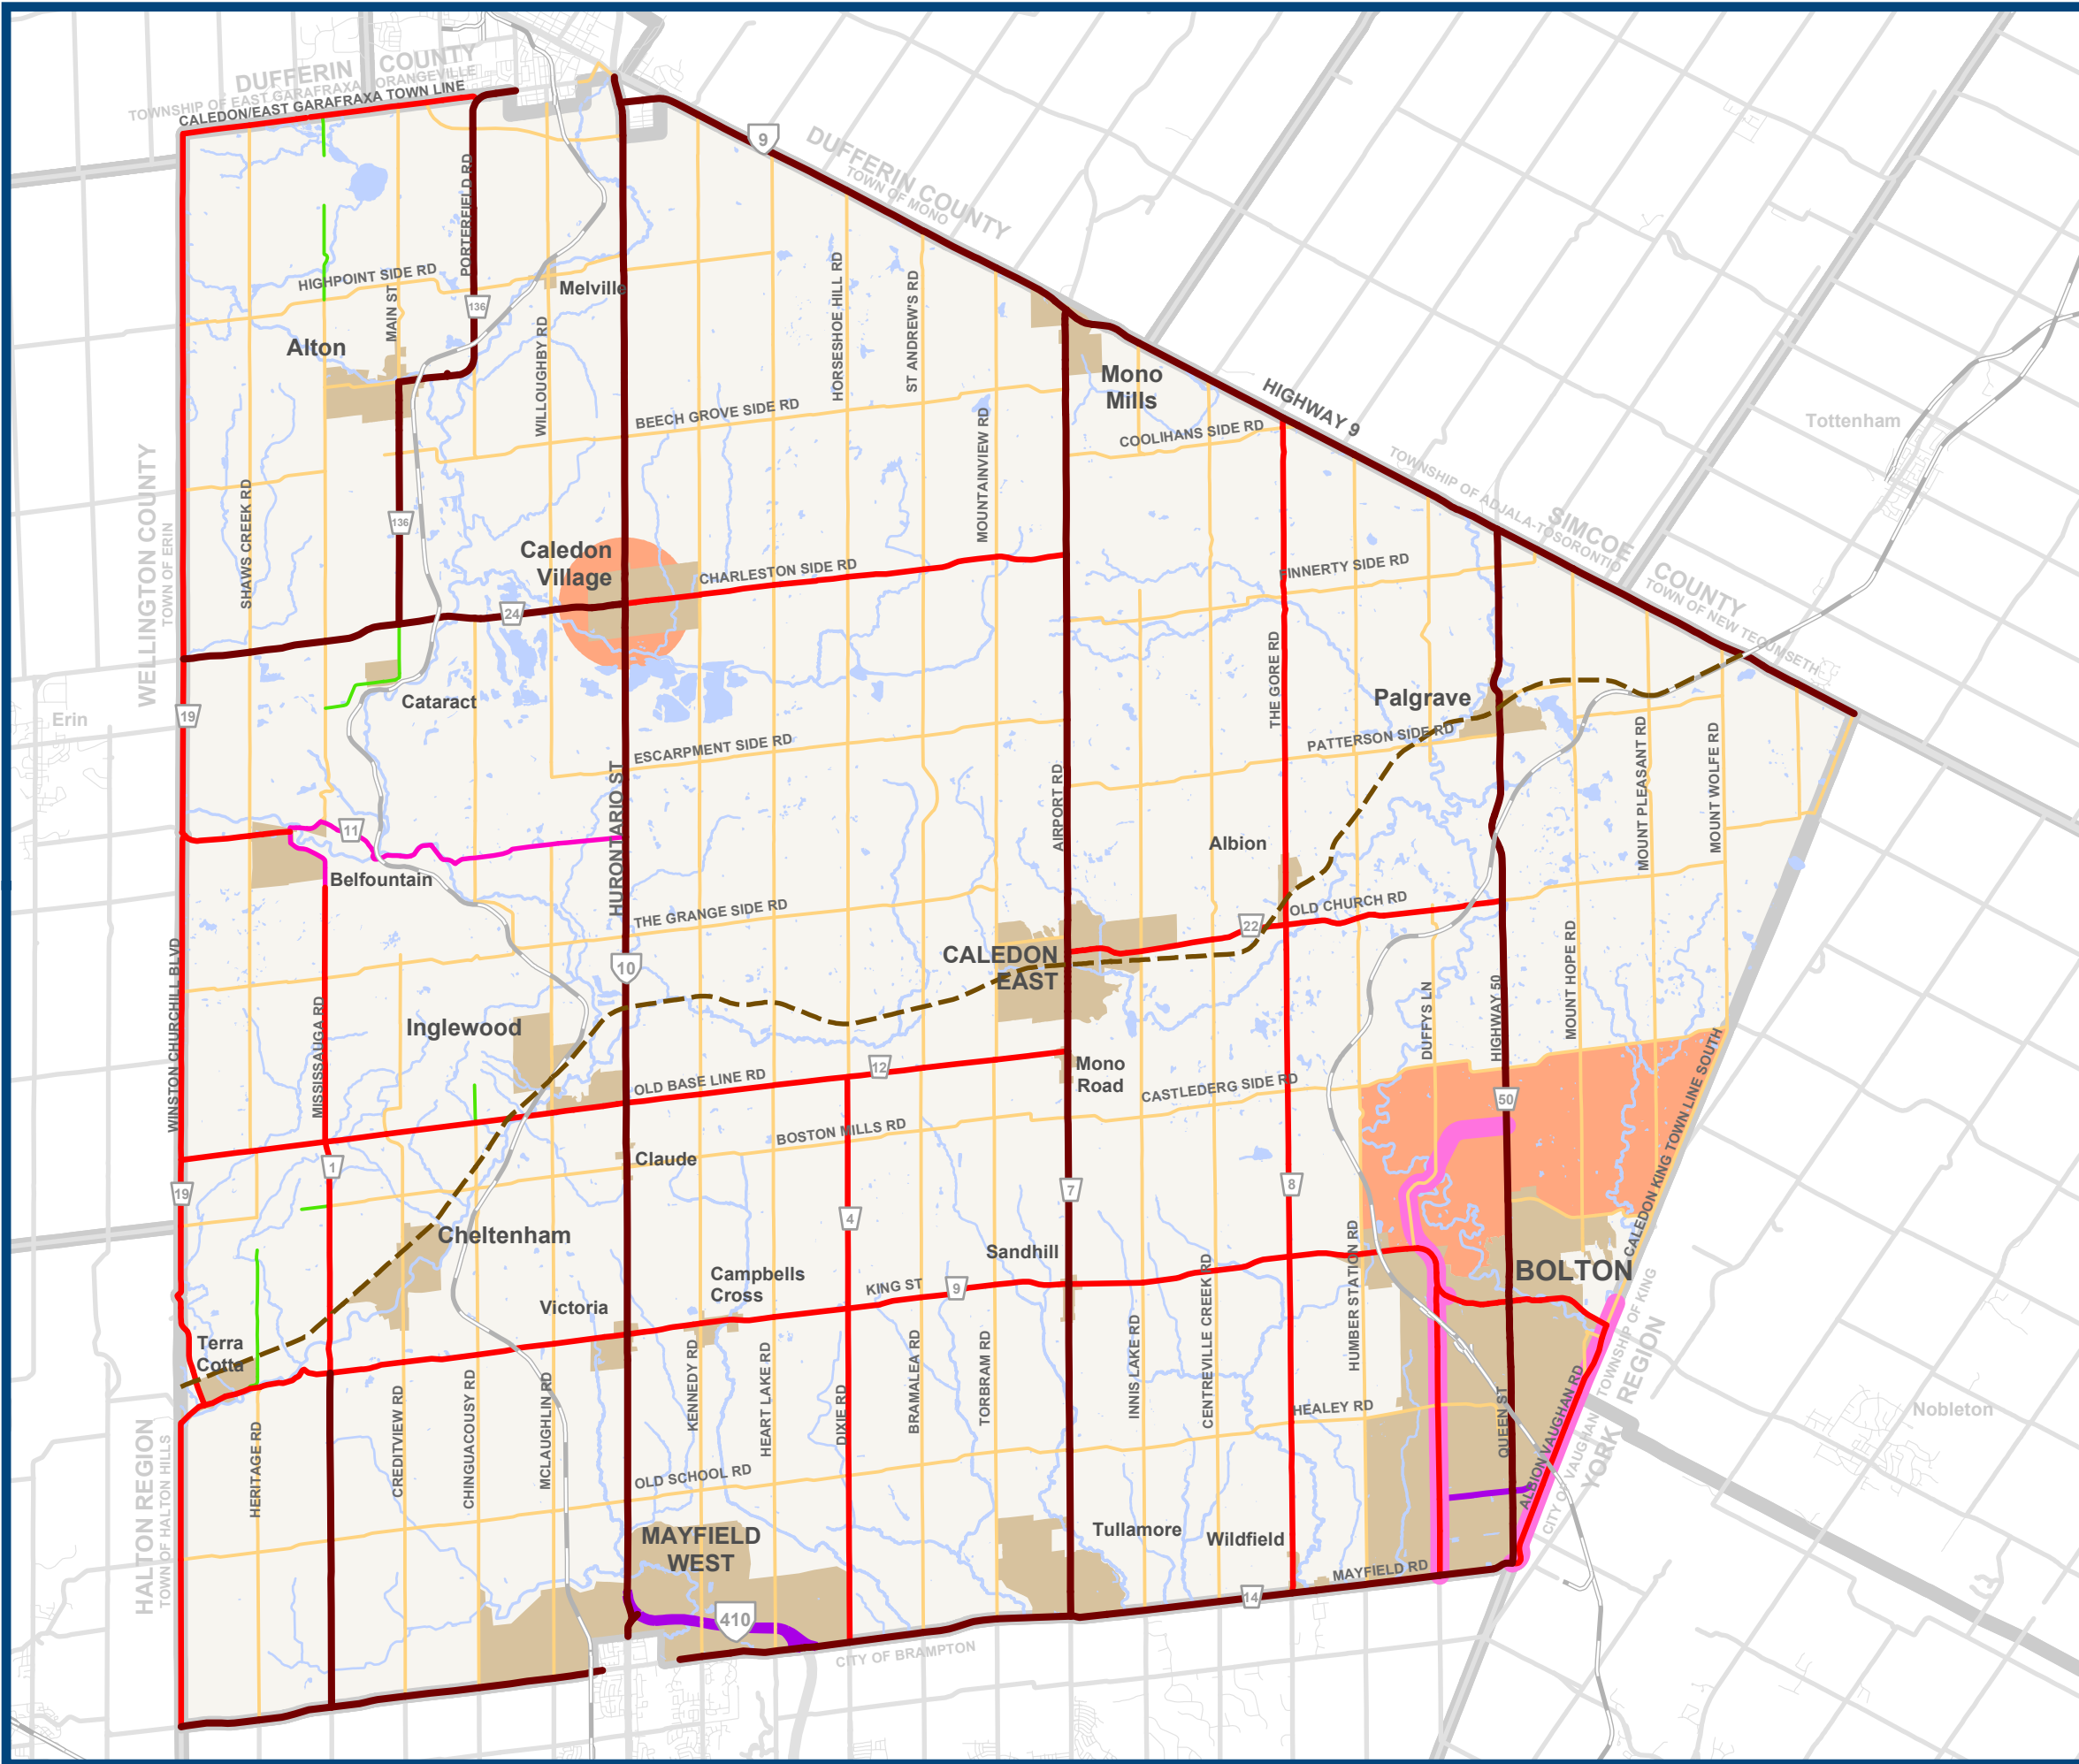 DUFFERIN COUNTY
TOWNSHIP OF EAST GARAFRAXA
ORANGEVILLE
CALEDON/EAST GARAFRAXA TOWN LINE
9
DUFFERIN COUNTY
TOWN OF MONO
PORTERFIELD RD
HIGHPOINT SIDE RD
136
MAIN ST
Melville
Alton
WILLOUGHBY RD
HORSESHOE HILL RD
ST ANDREW'S RD
Mono
Mills
HIGHWAY 9
BEECH GROVE SIDE RD
MOUNTAINVIEW RD
COOLIHANS SIDE RD
Tottenham
TOWNSHIP OF ADJALA-TOSORONTIO
SIMCOE
COUNTY
TOWN OF NEW TECUMSETH
WELLINGTON COUNTY
TOWN OF ERIN
SHAWS CREEK RD
136
Caledon
Village
CHARLESTON SIDE RD
FINNERTY SIDE RD
24
THE GORE RD
Palgrave
Cataract
19
Erin
ESCARPMENT SIDE RD
PATTERSON SIDE RD
MOUNT PLEASANT RD
MOUNT WOLFE RD
HURONTARIO ST
AIRPORT RD
11
Albion
Belfountain
THE GRANGE SIDE RD
OLD CHURCH RD
22
CALEDON
EAST
10
WINSTON CHURCHILL BLVD
MISSISSAUGA RD
Inglewood
DUFFYS LN
HIGHWAY 50
MOUNT HOPE RD
OLD BASE LINE RD
12
Mono
Road
CASTLEDERG SIDE RD
50
CALEDON KING TOWN LINE SOUTH
BOSTON MILLS RD
Claude
1
19
7
8
4
Cheltenham
Sandhill
CENTREVILLE CREEK RD
HUMBER STATION RD
BOLTON
Campbells
Cross
KING ST
9
Victoria
Terra
Cotta
KENNEDY RD
HEART LAKE RD
DIXIE RD
BRAMALEA RD
TORBRAM RD
INNIS LAKE RD
TOWNSHIP OF KING
YORK REGION
CITY OF VAUGHAN
ALBION VAUGHAN RD
QUEEN ST
HEALEY RD
Nobleton
HALTON REGION
TOWN OF HALTON HILLS
HERITAGE RD
CREDITVIEW RD
CHINGUACOUSY RD
MCLAUGHLIN RD
OLD SCHOOL RD
MAYFIELD
WEST
Tullamore
Wildfield
MAYFIELD RD
14
410
CITY OF BRAMPTON